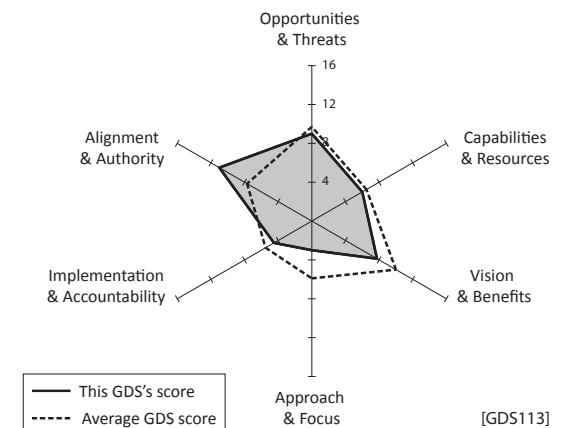 Opportunities
& Threats
16
12
8
4
Alignment
& Authority
Capabilities
& Resources
Implementation
& Accountability
Vision
& Benefits
This GDS's score
Average GDS score
Approach
& Focus
[GDS113]